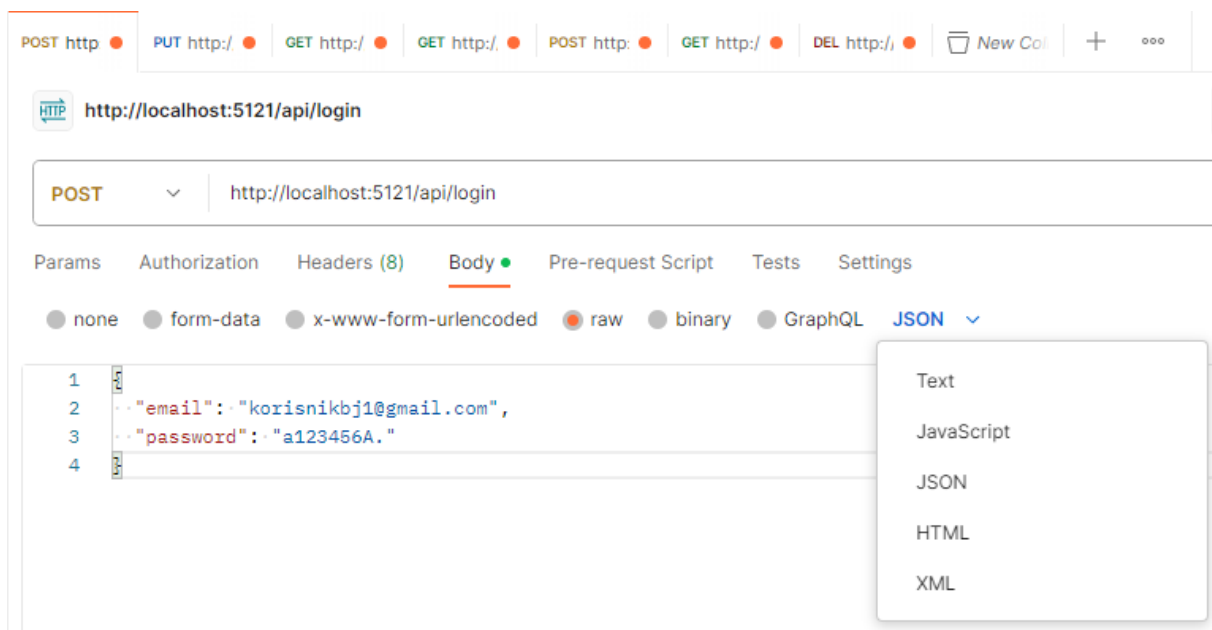 POST http PUT http:/ GET http:/ GET http:/ POST http: GET http:/ DEL http:// New Col
HTTP http://localhost:5121/api/login
POST http://localhost:5121/api/login
Params Authorization Headers (8) Body Pre-request Script Tests Settings
none form-data x-www-form-urlencoded raw binary GraphQL JSON
1 {
2 "email": "korisnikbj1@gmail.com",
3 "password": "a123456A."
4 }
Text
JavaScript
JSON
HTML
XML